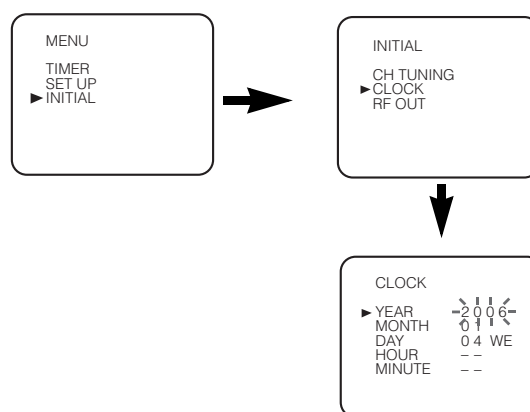 MENU
TIMER
SET UP
►INITIAL
INITIAL
CH TUNING
►CLOCK
RF OUT
CLOCK
►YEAR 2006
MONTH 01
DAY 04 WE
HOUR – –
MINUTE – –